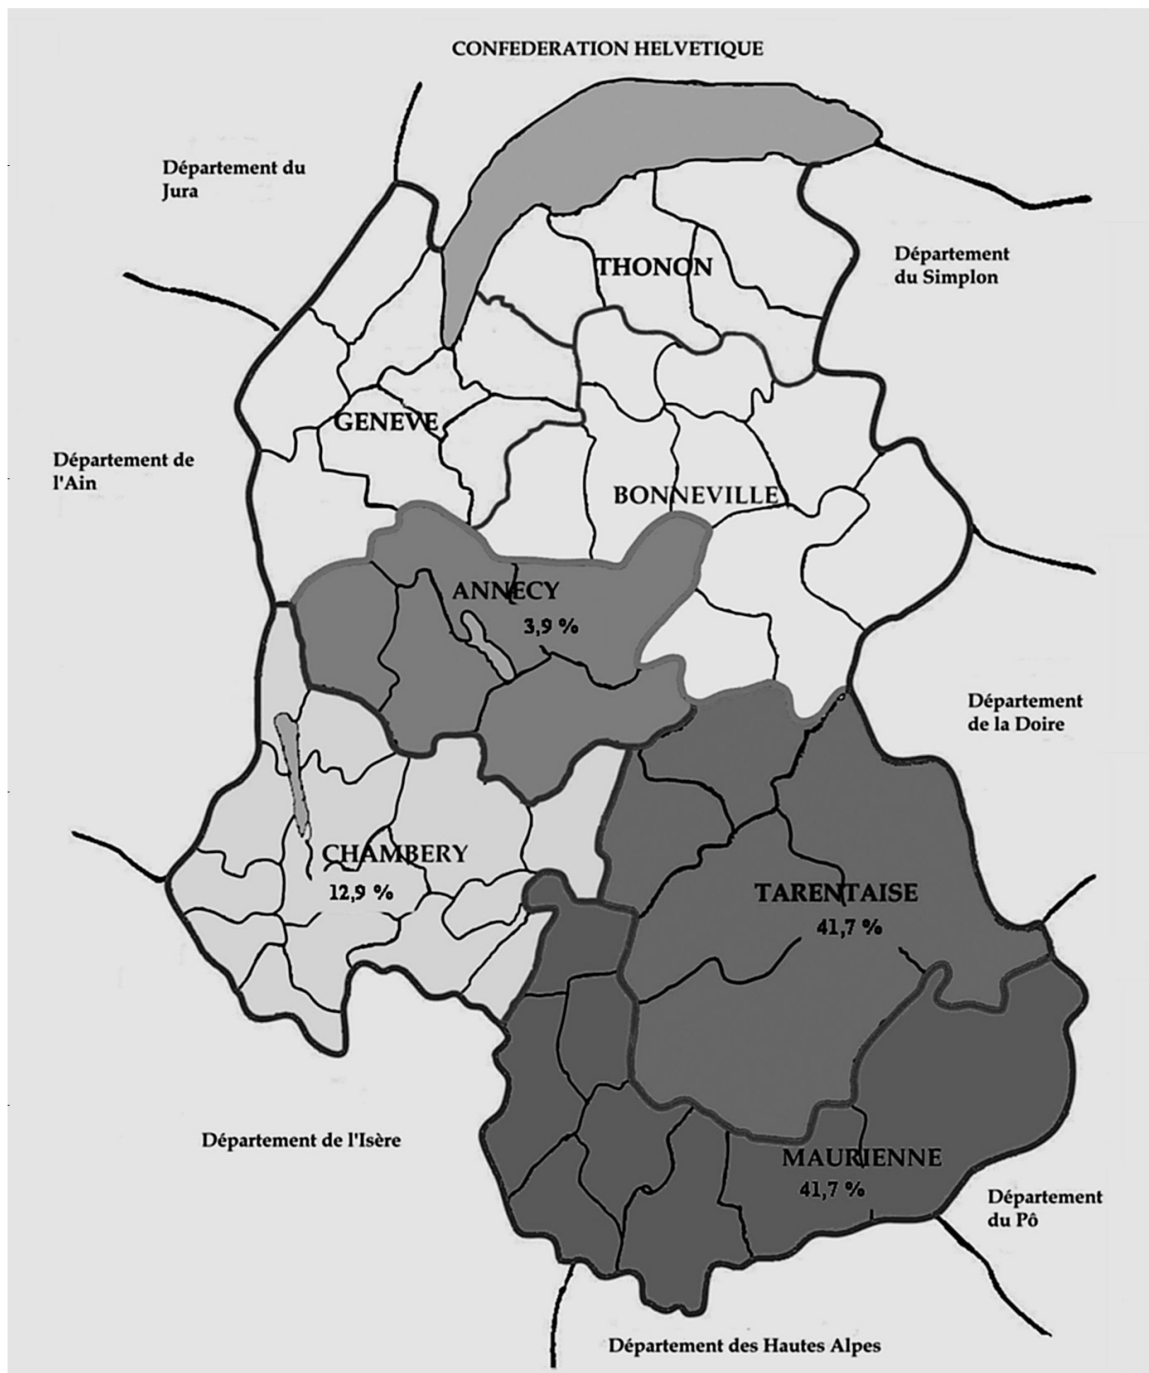 CONFEDERATION HELVETIQUE
Département du
Jura
Département
du Simplon
THONON
GENEVE
Département de
l'Ain
BONNEVILLE
ANNECY
3,9 %
Département
de la Doire
CHAMBERY
12,9 %
TARENTAISE
41,7 %
Département de l'Isère
MAURIENNE
41,7 %
Département
du Pô
Département des Hautes Alpes